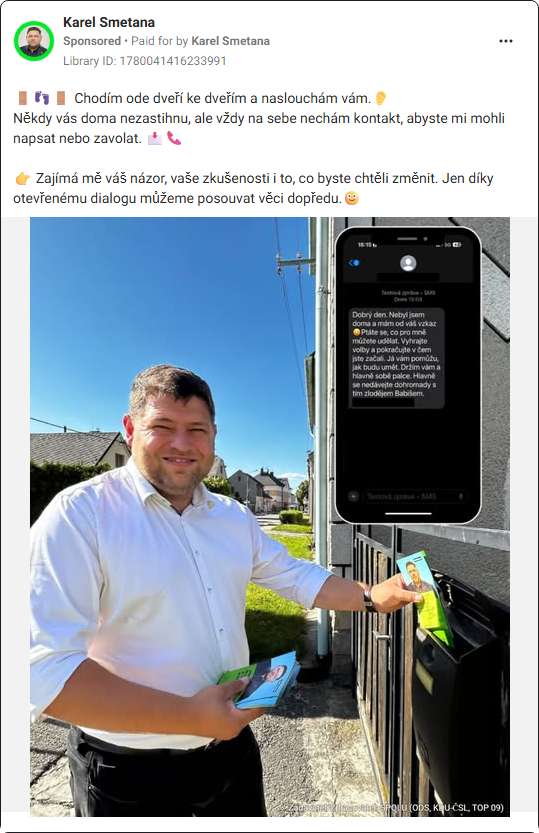 Karel Smetana
Sponsored • Paid for by Karel Smetana
Library ID: 1780041416233991
Chodím ode dveří ke dveřím a naslouchám vám.
Někdy vás doma nezastihnu, ale vždy na sebe nechám kontakt, abyste mi mohli
napsat nebo zavolat.
Zajímá mě váš názor, vaše zkušenosti i to, co byste chtěli změnit. Jen díky
otevřenému dialogu můžeme posouvat věci dopředu.
Textová zpráva – SMS
Dobrý den. Nebyl jsem
doma a mám od vás vzkaz
Ptáte se, co pro mně
můžete udělat. Vyhrajte
volby a pokračujte v čem
jste začali. Já vám pomůžu,
jak budu umět. Držím vám a
hlavně sobě palce. Hlavně
se nedávejte dohromady s
tím zlodějem Babišem.
Textová zpráva – SMS
SPOLU (ODS, KDU-ČSL, TOP 09)